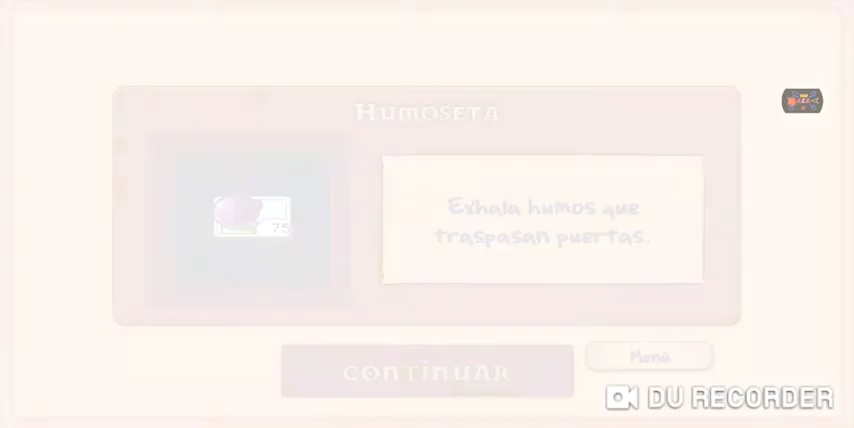 Humoseta
75
Exhala humos que
traspasan puertas.
continuar
Menú
DU RECORDER